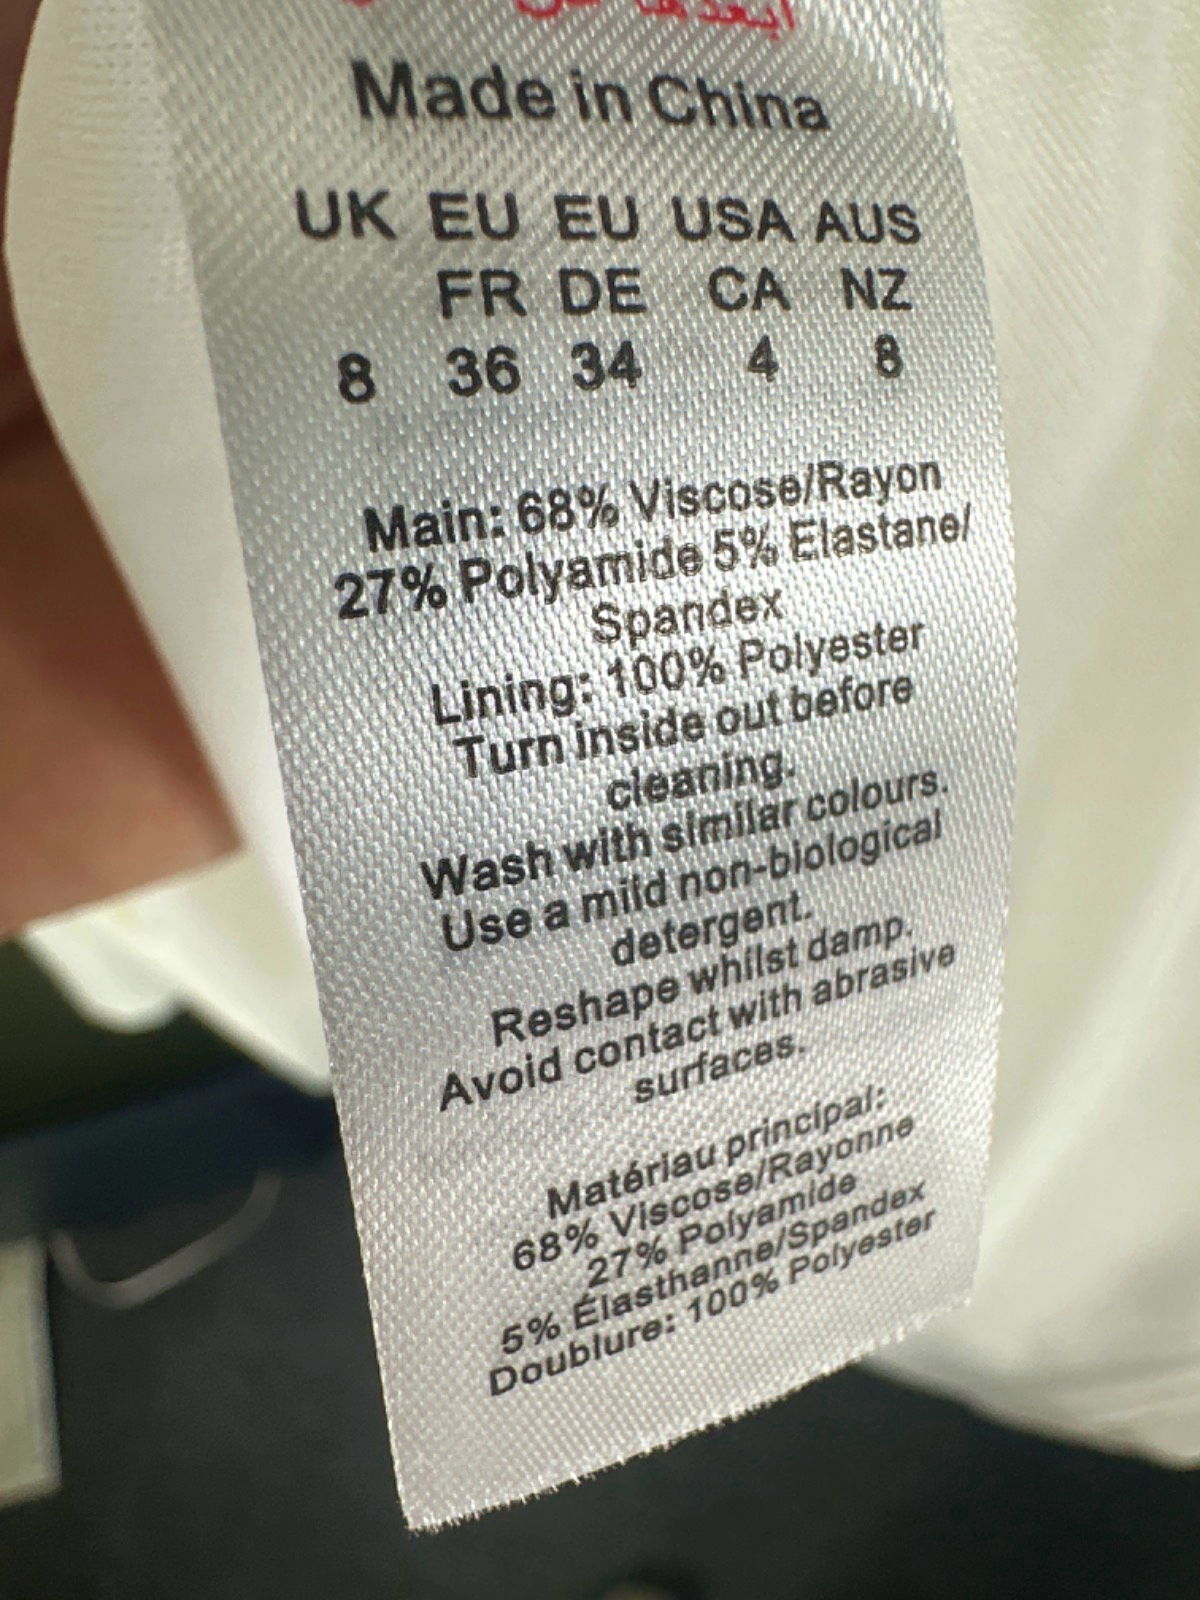 أبعدها عن
Made in China
UK EU EU USA AUS
FR DE CA NZ
8 36 34 4 8
Main: 68% Viscose/Rayon
27% Polyamide 5% Elastane/
Spandex
Lining: 100% Polyester
Turn inside out before
cleaning.
Wash with similar colours.
Use a mild non-biological
detergent.
Reshape whilst damp.
Avoid contact with abrasive
surfaces.
Matériau principal:
68% Viscose/Rayonne
27% Polyamide
5% Élasthanne/Spandex
Doublure: 100% Polyester